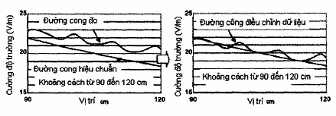 Cường độ trường (V/m)
25
20
15
Đường cong đo
Đường cong hiệu chuẩn
Khoảng cách từ 90 đến 120 cm
90
Vị trí cm
120
Cường độ trường (V/m)
25
20
15
Đường cong điều chỉnh dữ liệu
Khoảng cách từ 90 đến 120 cm
90
Vị trí cm
120